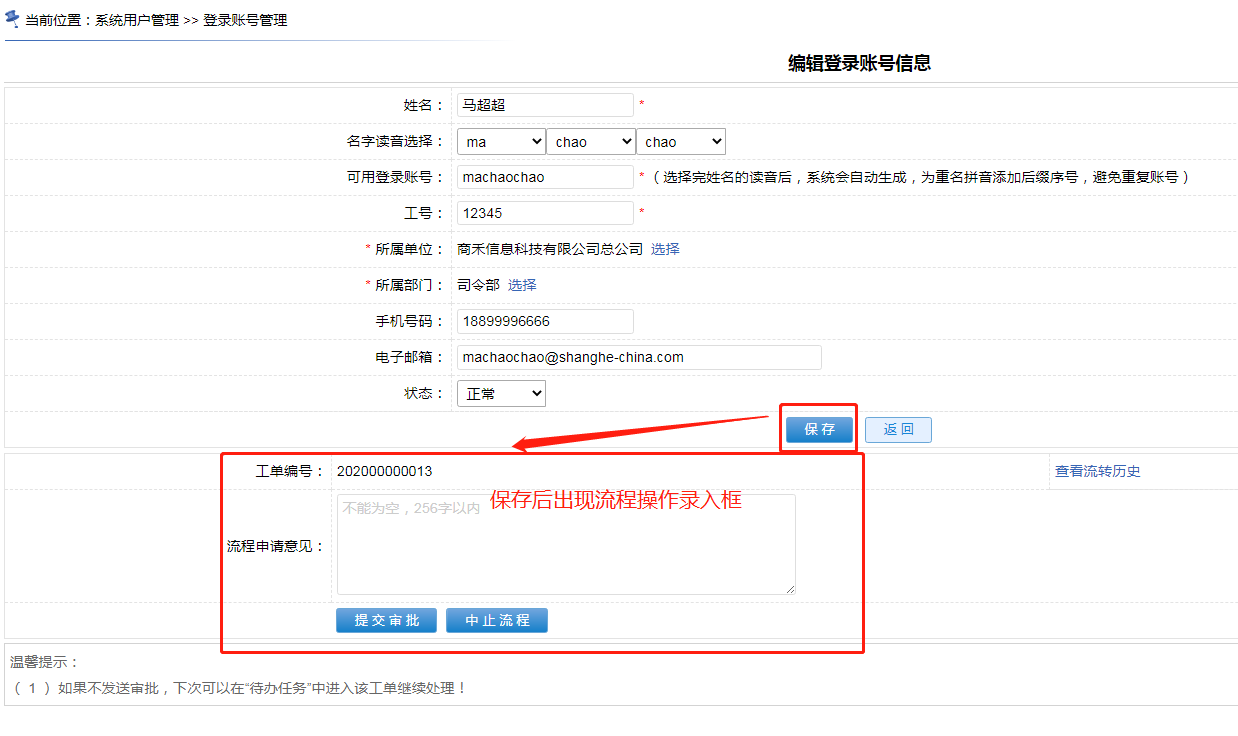 当前位置：系统用户管理 >> 登录账号管理
编辑登录账号信息
姓名： 马超超 *
名字读音选择： ma chao chao
可用登录账号： machaochao *（选择完姓名的读音后，系统会自动生成，为重名拼音添加后缀序号，避免重复账号）
工号： 12345 *
* 所属单位： 商禾信息科技有限公司总公司 选择
* 所属部门： 司令部 选择
手机号码： 18899996666
电子邮箱： machaochao@shanghe-china.com
状态： 正常
保存 返回
工单编号： 202000000013 查看流转历史
不能为空，256字以内 保存后出现流程操作录入框
流程申请意见：
提交审批 中止流程
温馨提示：
（1）如果不发送审批，下次可以在“待办任务”中进入该工单继续处理！